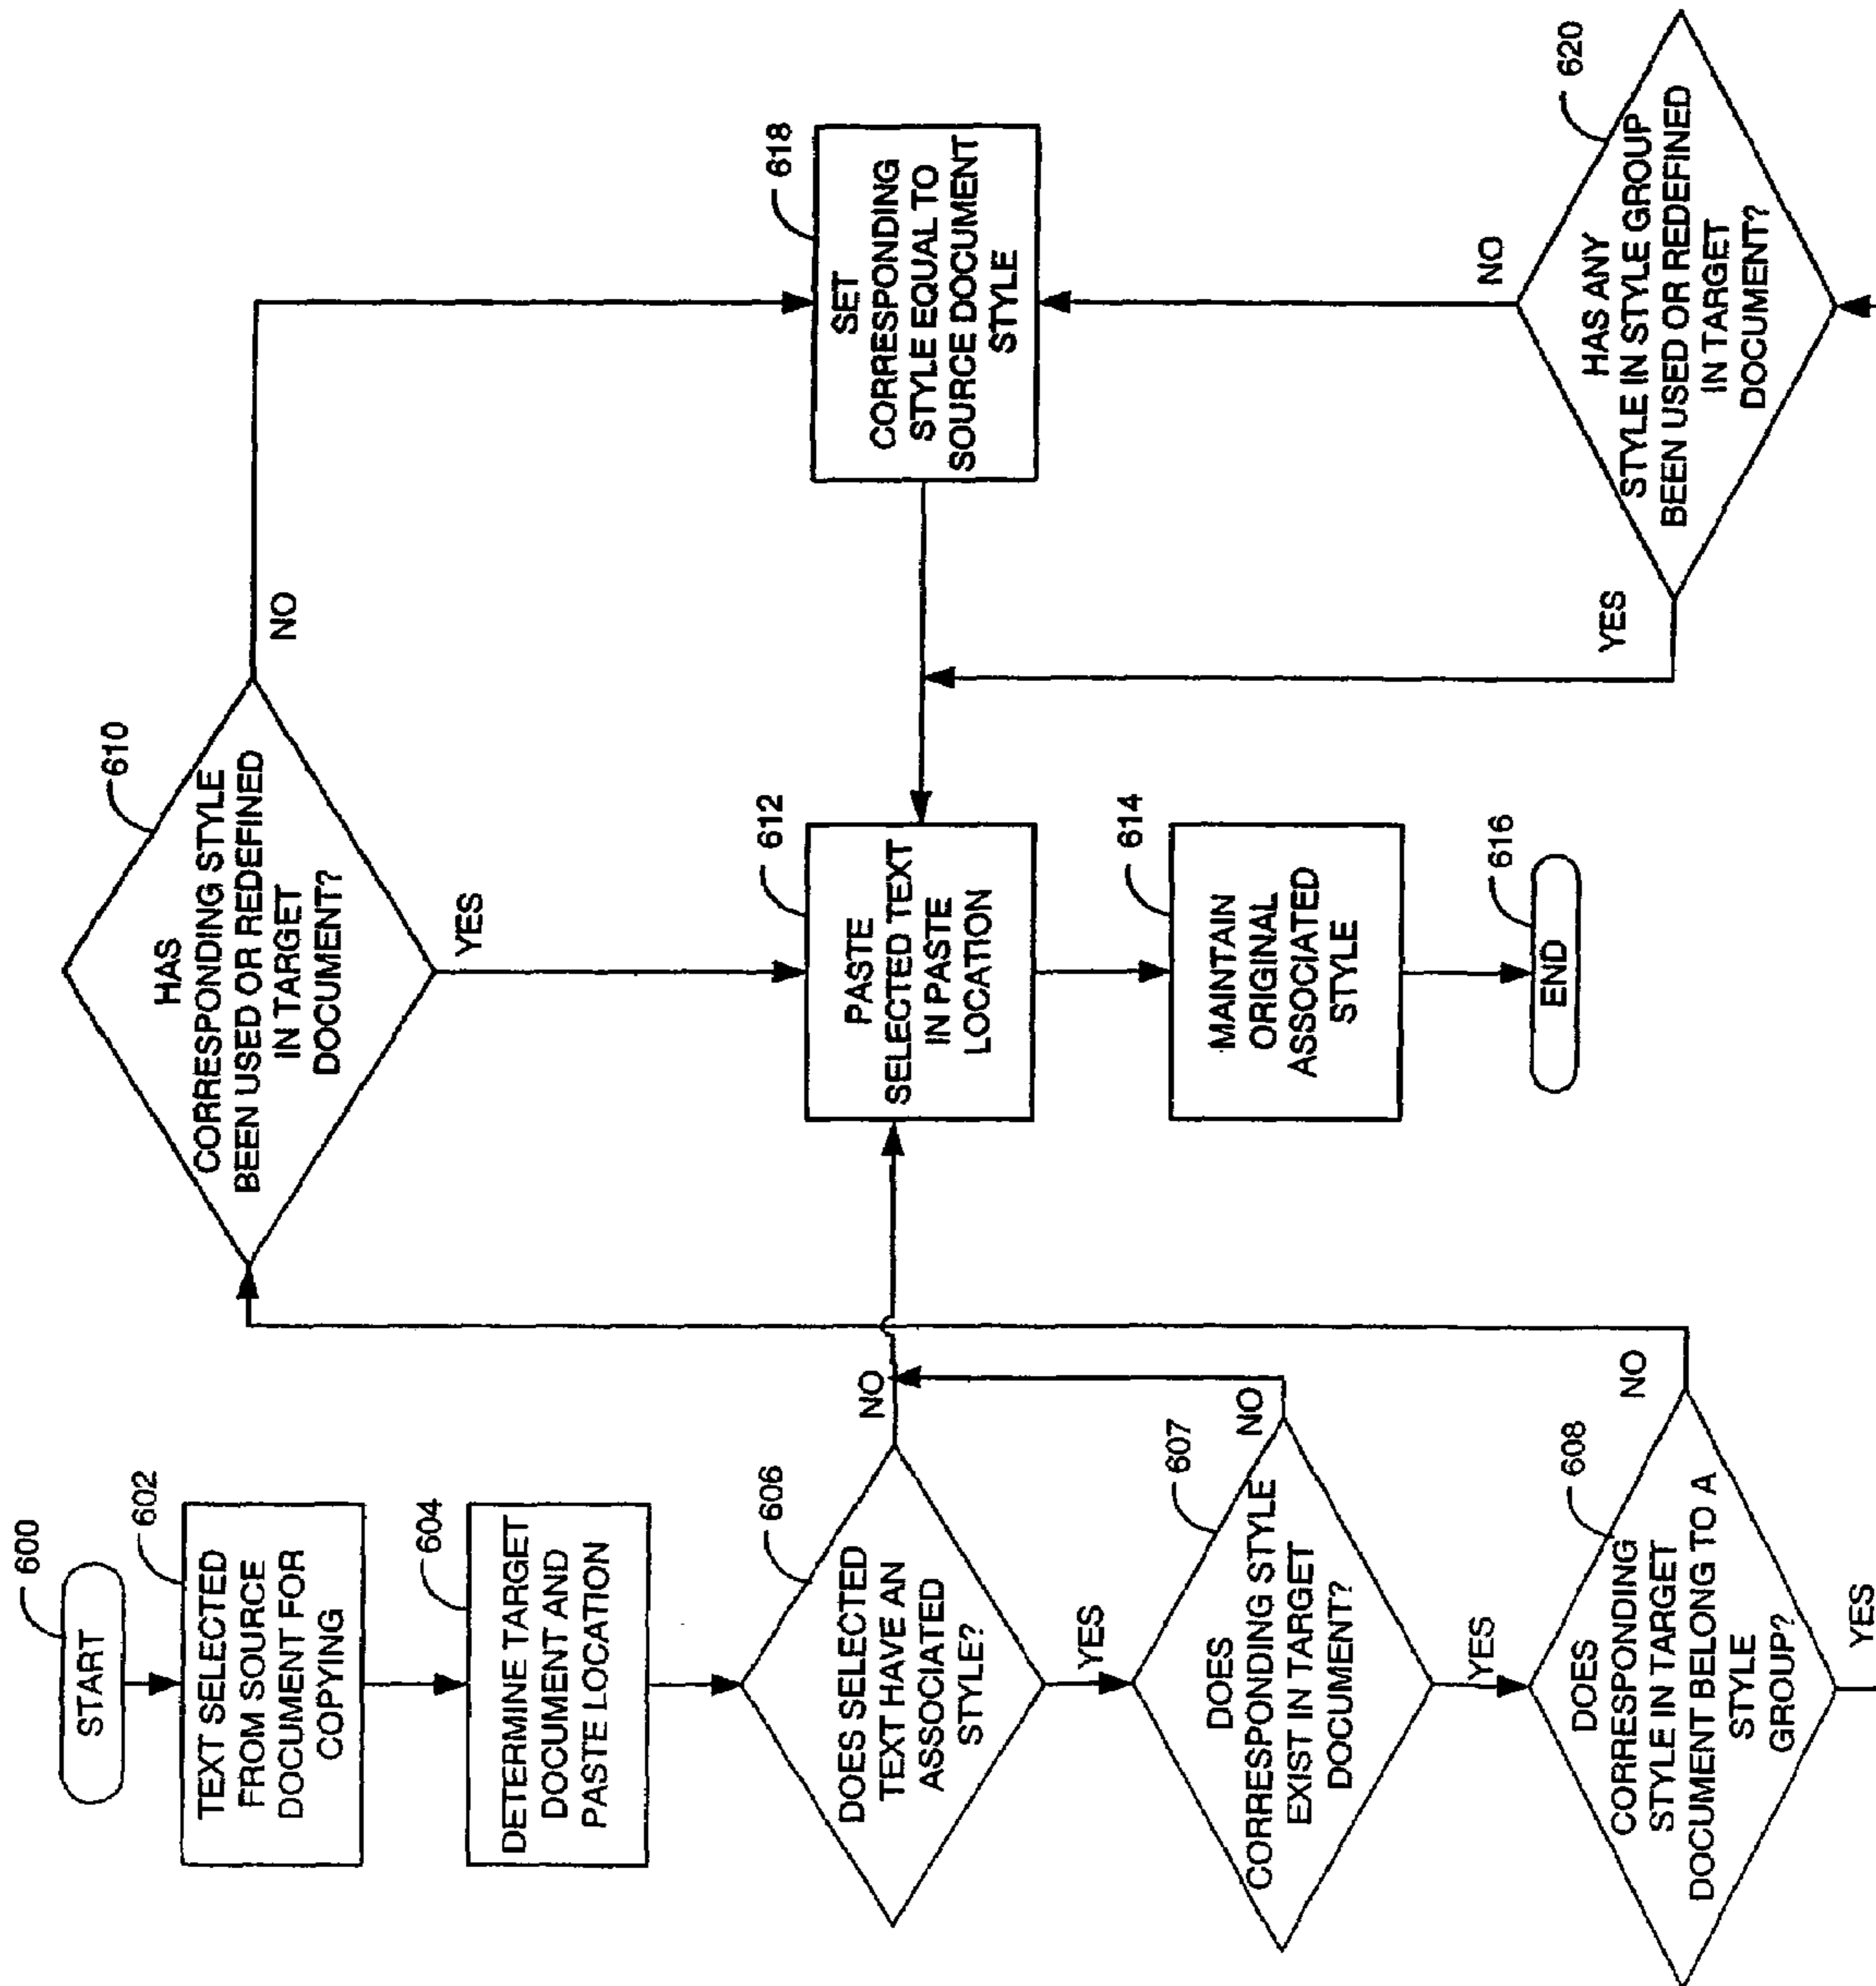 600
START
602
TEXT SELECTED
FROM SOURCE
DOCUMENT FOR
COPYING
604
DETERMINE TARGET
DOCUMENT AND
PASTE LOCATION
606
DOES SELECTED
TEXT HAVE AN
ASSOCIATED
STYLE?
NO
YES
607
DOES
CORRESPONDING STYLE
EXIST IN TARGET
DOCUMENT?
NO
YES
608
DOES
CORRESPONDING
STYLE IN TARGET
DOCUMENT BELONG TO A
STYLE
GROUP?
NO
YES
610
HAS
CORRESPONDING STYLE
BEEN USED OR REDEFINED
IN TARGET
DOCUMENT?
NO
YES
612
PASTE
SELECTED TEXT
IN PASTE
LOCATION
614
MAINTAIN
ORIGINAL
ASSOCIATED
STYLE
616
END
618
SET
CORRESPONDING
STYLE EQUAL TO
SOURCE DOCUMENT
STYLE
620
HAS ANY
STYLE IN STYLE GROUP
BEEN USED OR REDEFINED
IN TARGET
DOCUMENT?
NO
YES